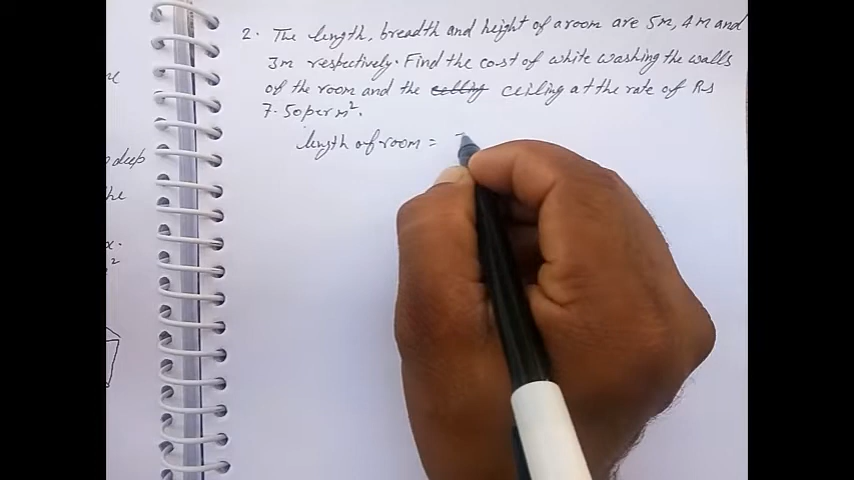 2. The length, breadth and height of a room are 5m, 4m and
3m respectively. Find the cost of white washing the walls
of the room and the ceiling at the rate of Rs
7.50 per m².
length of room =
deep
he